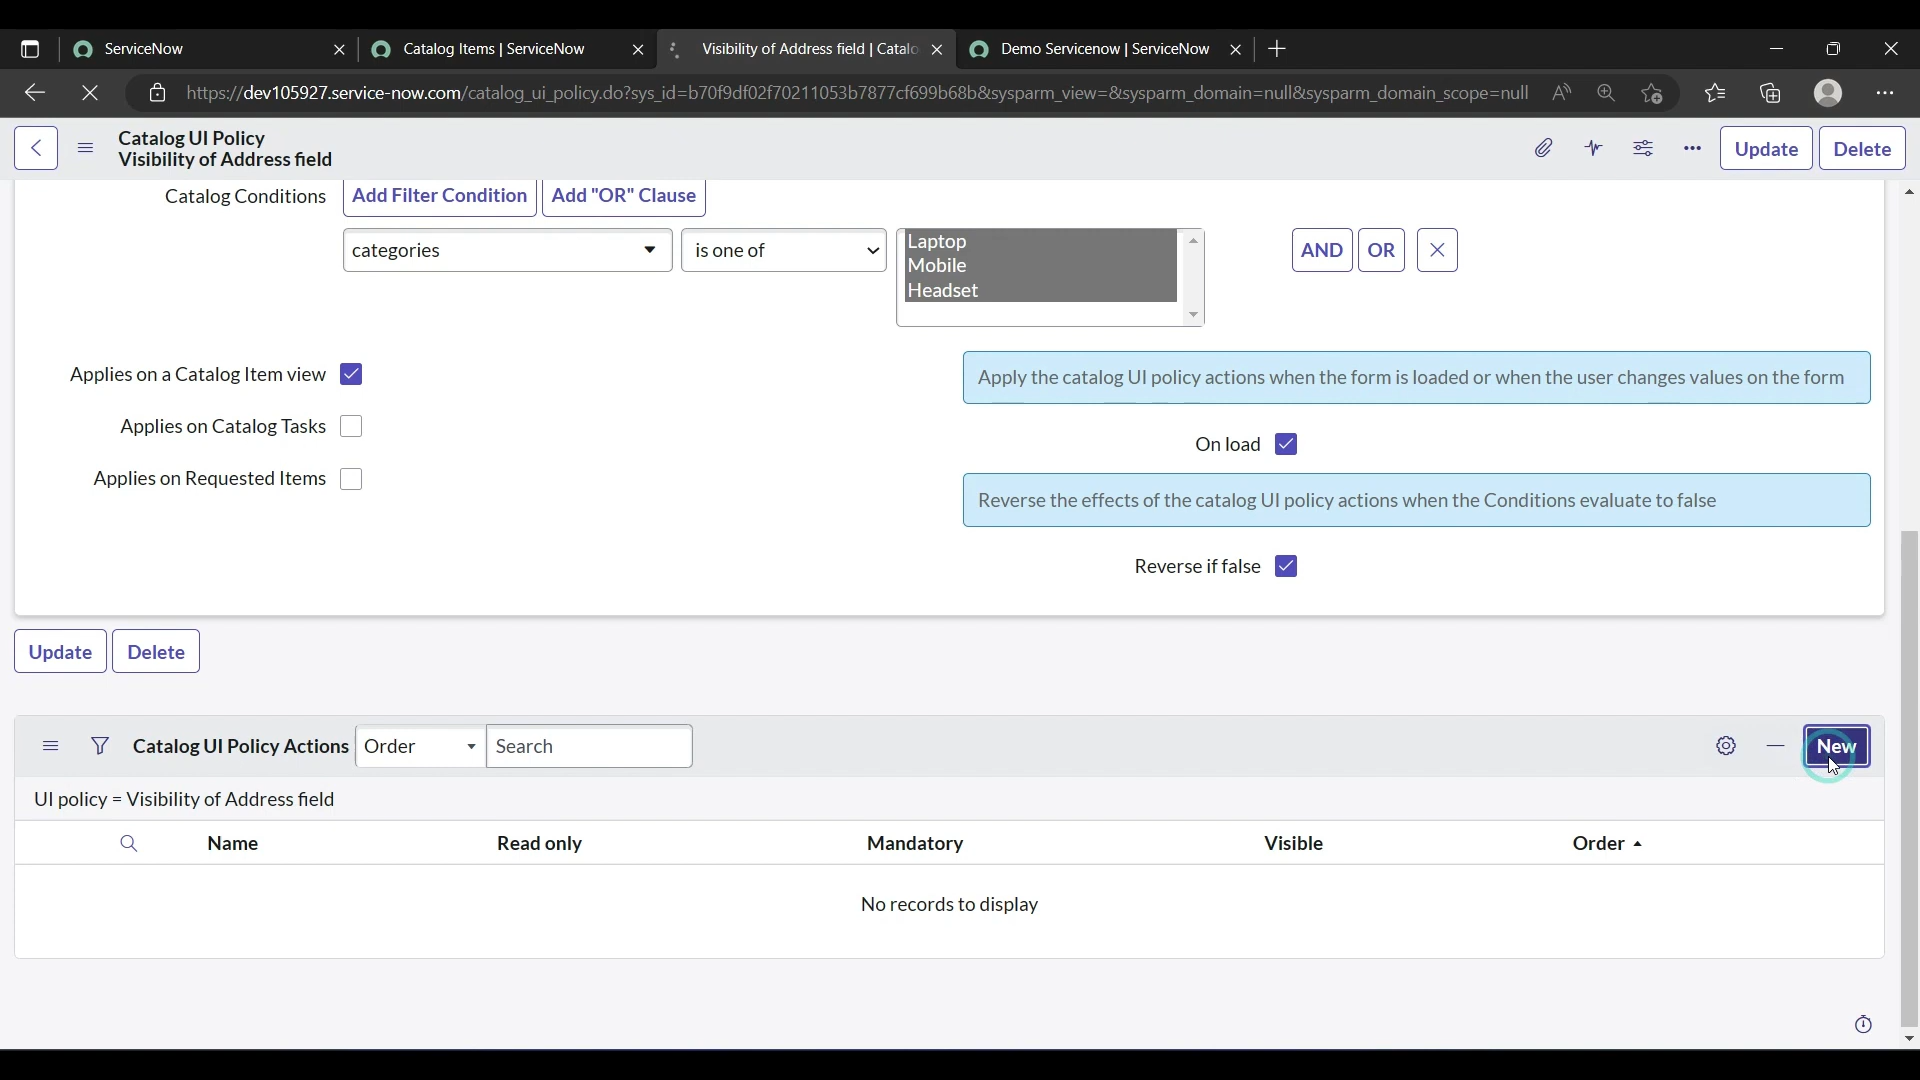 ServiceNow
Catalog Items | ServiceNow
Visibility of Address field | Catalo
Demo Servicenow | ServiceNow
https://dev105927.service-now.com/catalog_ui_policy.do?sys_id=b70f9df02f70211053b7877cf699b68b&sysparm_view=&sysparm_domain=null&sysparm_domain_scope=null
Catalog UI Policy
Visibility of Address field
Update
Delete
Catalog Conditions
Add Filter Condition
Add "OR" Clause
categories
is one of
Laptop
Mobile
Headset
AND
OR
Applies on a Catalog Item view
Apply the catalog UI policy actions when the form is loaded or when the user changes values on the form
Applies on Catalog Tasks
On load
Applies on Requested Items
Reverse the effects of the catalog UI policy actions when the Conditions evaluate to false
Reverse if false
Update
Delete
Catalog UI Policy Actions
Order
Search
New
UI policy = Visibility of Address field
Name
Read only
Mandatory
Visible
Order
No records to display